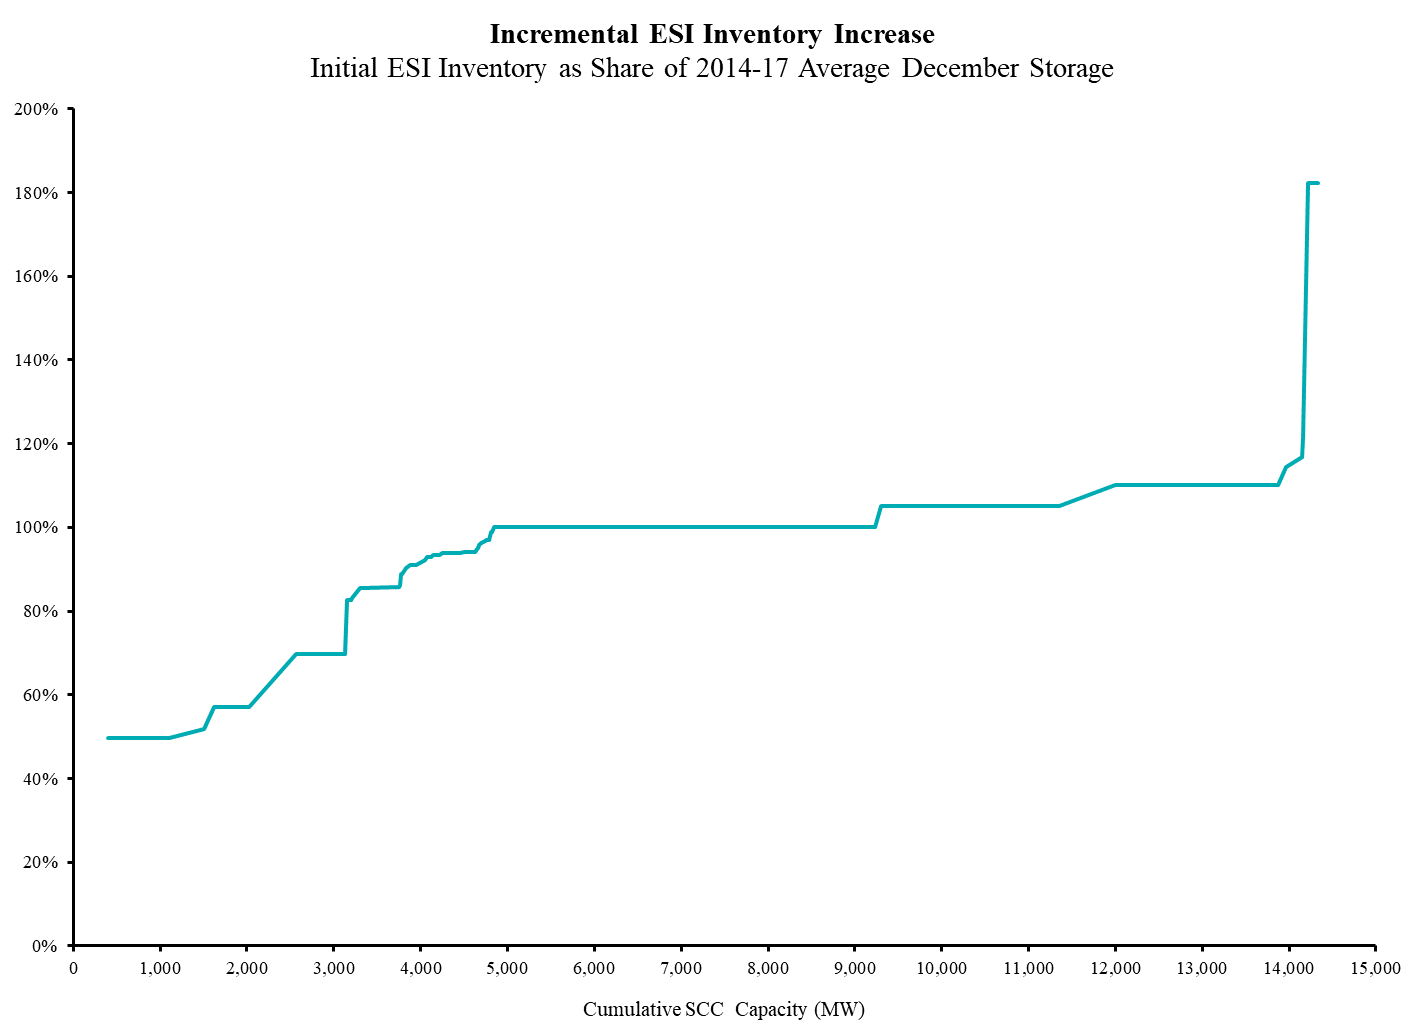 Incremental ESI Inventory Increase
Initial ESI Inventory as Share of 2014-17 Average December Storage
200%
180%
160%
140%
120%
100%
80%
60%
40%
20%
0%
0 1,000 2,000 3,000 4,000 5,000 6,000 7,000 8,000 9,000 10,000 11,000 12,000 13,000 14,000 15,000
Cumulative SCC Capacity (MW)